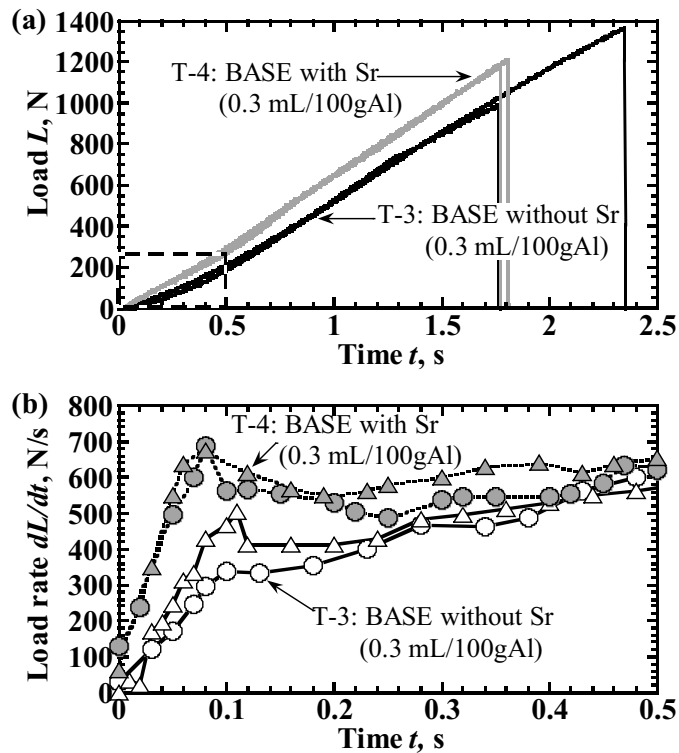 (a)
1400
1200
1000
800
600
400
200
0
Load L, N
T-4: BASE with Sr
(0.3 mL/100gAl)
T-3: BASE without Sr
(0.3 mL/100gAl)
0 0.5 1 1.5 2 2.5
Time t, s
(b)
800
700
600
500
400
300
200
100
0
Load rate dL/dt, N/s
T-4: BASE with Sr
(0.3 mL/100gAl)
T-3: BASE without Sr
(0.3 mL/100gAl)
0 0.1 0.2 0.3 0.4 0.5
Time t, s